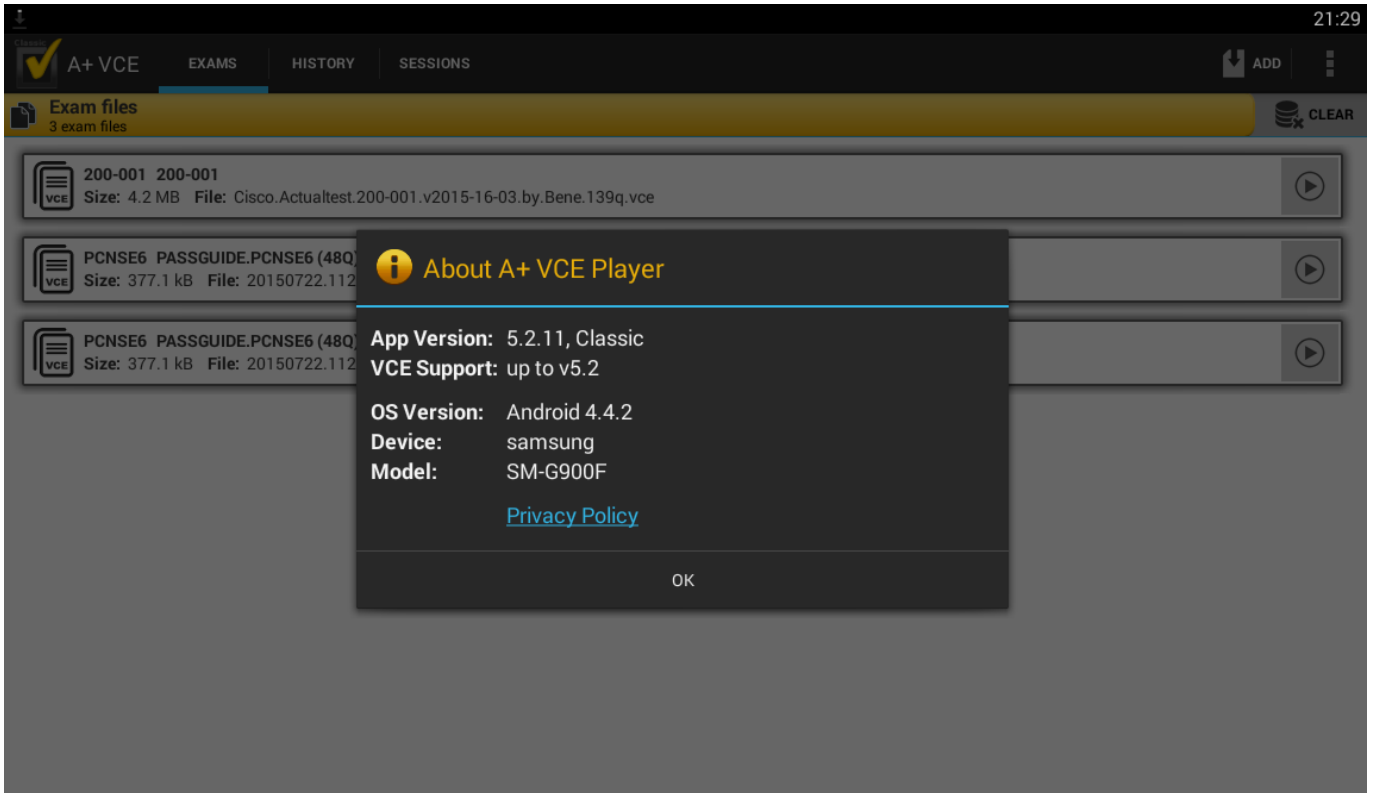 21:29
Classic
A+ VCE EXAMS HISTORY SESSIONS ADD
Exam files
3 exam files
CLEAR
200-001 200-001
VCE Size: 4.2 MB File: Cisco.Actualtest.200-001.v2015-16-03.by.Bene.139q.vce
PCNSE6 PASSGUIDE.PCNSE6 (48Q)
VCE Size: 377.1 kB File: 20150722.112
PCNSE6 PASSGUIDE.PCNSE6 (48Q)
VCE Size: 377.1 kB File: 20150722.112
About A+ VCE Player
App Version: 5.2.11, Classic
VCE Support: up to v5.2
OS Version: Android 4.4.2
Device: samsung
Model: SM-G900F
Privacy Policy
OK